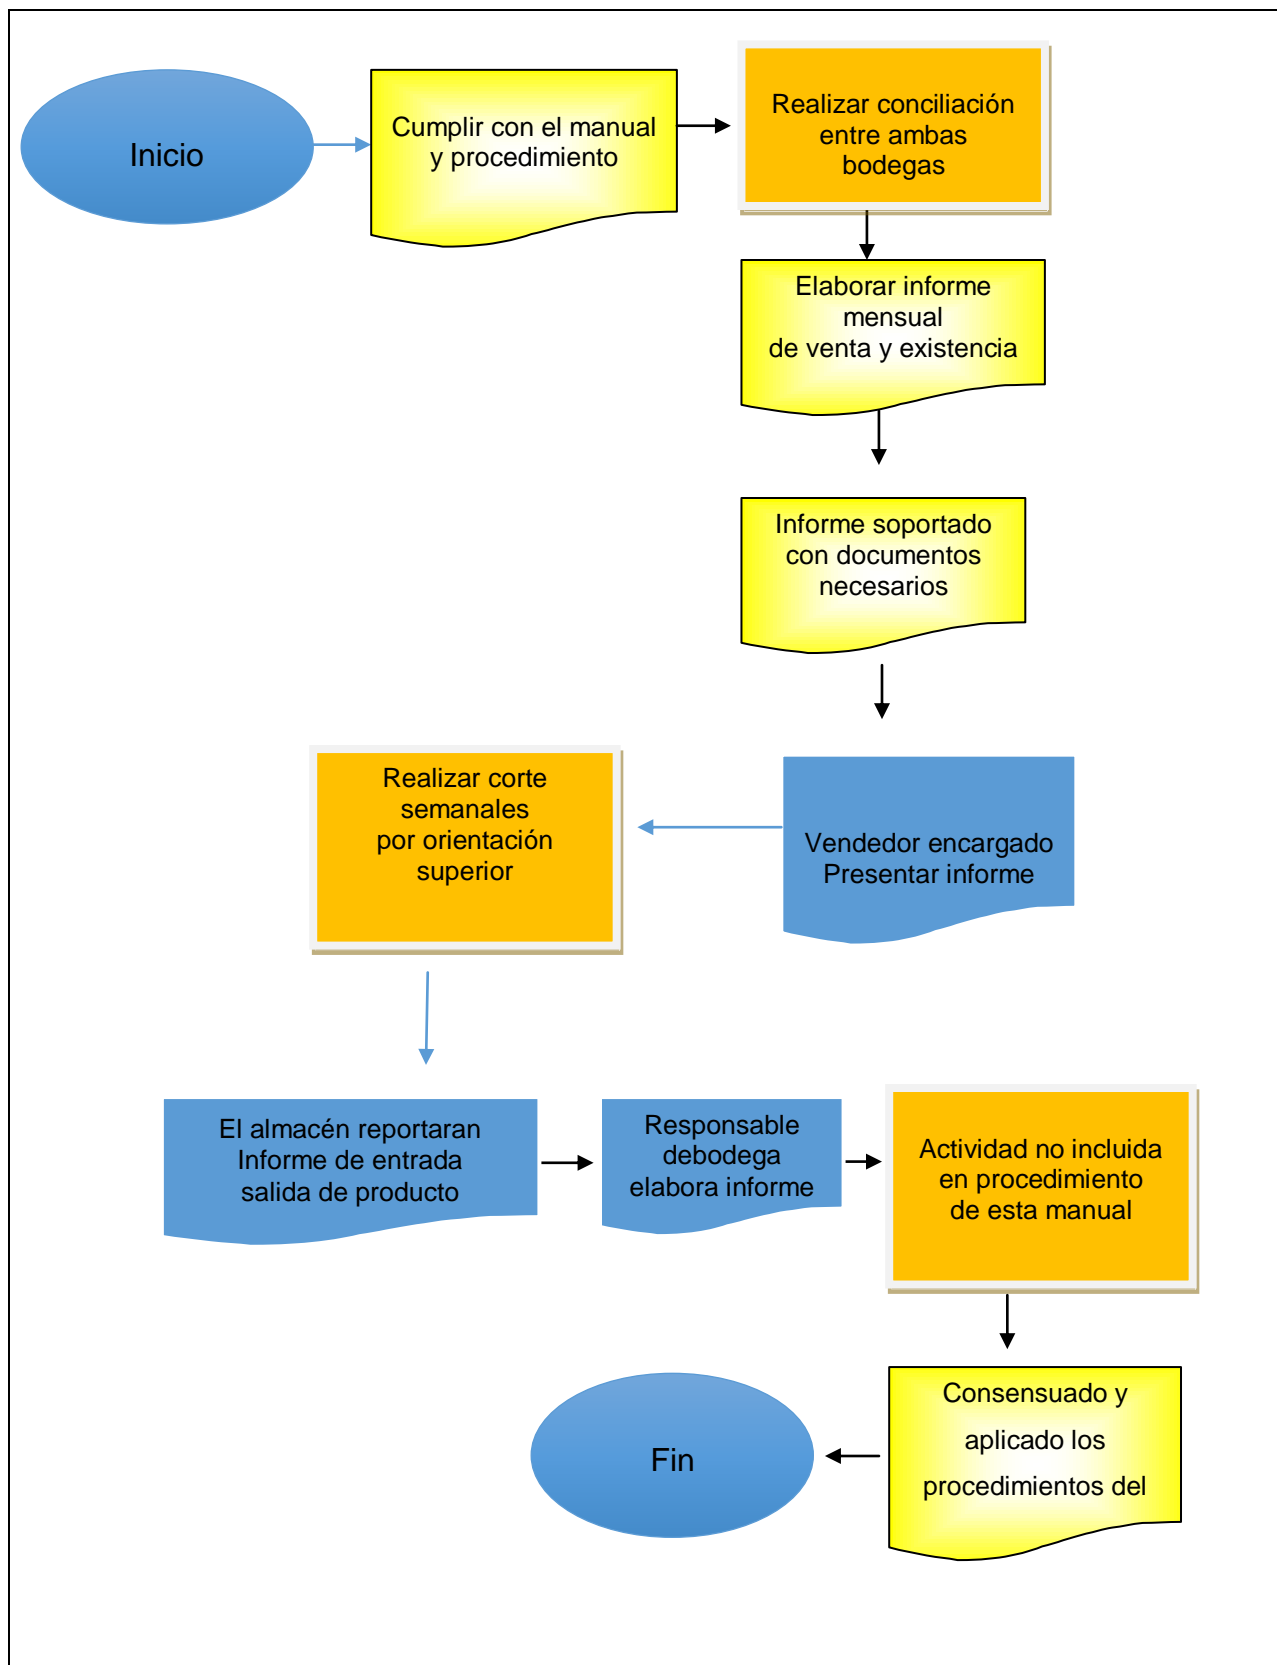 Inicio
Cumplir con el manual
y procedimiento
Realizar conciliación
entre ambas
bodegas
Elaborar informe
mensual
de venta y existencia
Informe soportado
con documentos
necesarios
Vendedor encargado
Presentar informe
Realizar corte
semanales
por orientación
superior
El almacén reportaran
Informe de entrada
salida de producto
Responsable
debodega
elabora informe
Actividad no incluida
en procedimiento
de esta manual
Consensuado y
aplicado los
procedimientos del
Fin